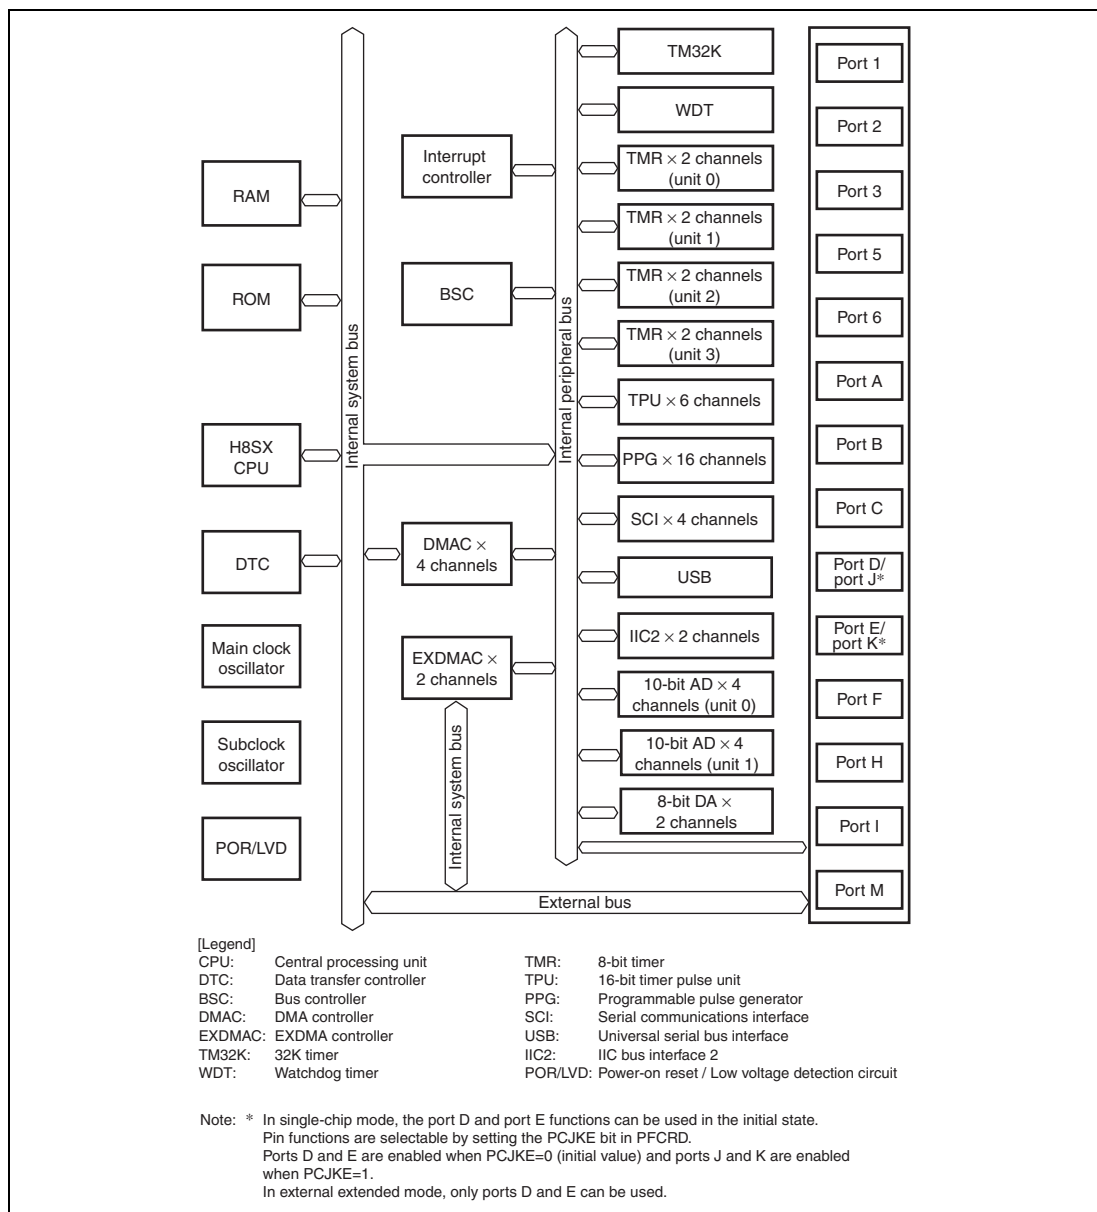 RAM
ROM
H8SX
CPU
DTC
Main clock
oscillator
Subclock
oscillator
POR/LVD
Internal system bus
Interrupt
controller
BSC
DMAC ×
4 channels
EXDMAC ×
2 channels
Internal system bus
Internal peripheral bus
TM32K
WDT
TMR × 2 channels
(unit 0)
TMR × 2 channels
(unit 1)
TMR × 2 channels
(unit 2)
TMR × 2 channels
(unit 3)
TPU × 6 channels
PPG × 16 channels
SCI × 4 channels
USB
IIC2 × 2 channels
10-bit AD × 4
channels (unit 0)
10-bit AD × 4
channels (unit 1)
8-bit DA ×
2 channels
External bus
Port 1
Port 2
Port 3
Port 5
Port 6
Port A
Port B
Port C
Port D/
port J*
Port E/
port K*
Port F
Port H
Port I
Port M
[Legend]
CPU: Central processing unit
DTC: Data transfer controller
BSC: Bus controller
DMAC: DMA controller
EXDMAC: EXDMA controller
TM32K: 32K timer
WDT: Watchdog timer
TMR: 8-bit timer
TPU: 16-bit timer pulse unit
PPG: Programmable pulse generator
SCI: Serial communications interface
USB: Universal serial bus interface
IIC2: IIC bus interface 2
POR/LVD: Power-on reset / Low voltage detection circuit
Note: * In single-chip mode, the port D and port E functions can be used in the initial state.
Pin functions are selectable by setting the PCJKE bit in PFCRD.
Ports D and E are enabled when PCJKE=0 (initial value) and ports J and K are enabled
when PCJKE=1.
In external extended mode, only ports D and E can be used.